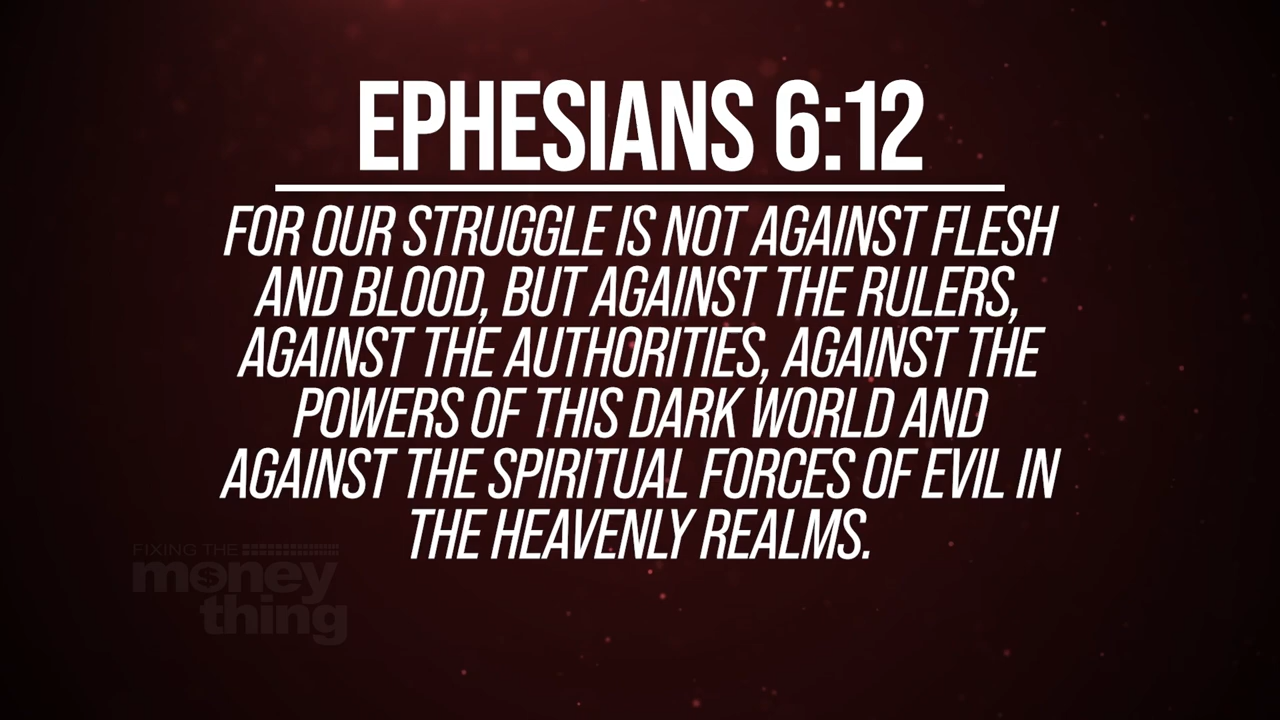 EPHESIANS 6:12
FOR OUR STRUGGLE IS NOT AGAINST FLESH
AND BLOOD, BUT AGAINST THE RULERS,
AGAINST THE AUTHORITIES, AGAINST THE
POWERS OF THIS DARK WORLD AND
AGAINST THE SPIRITUAL FORCES OF EVIL IN
THE HEAVENLY REALMS.
FIXING THE
money
thing